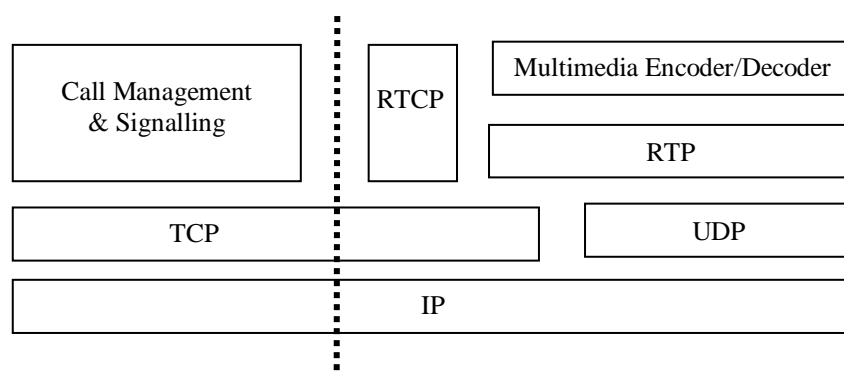 Call Management
& Signalling
RTCP
Multimedia Encoder/Decoder
RTP
TCP
UDP
IP